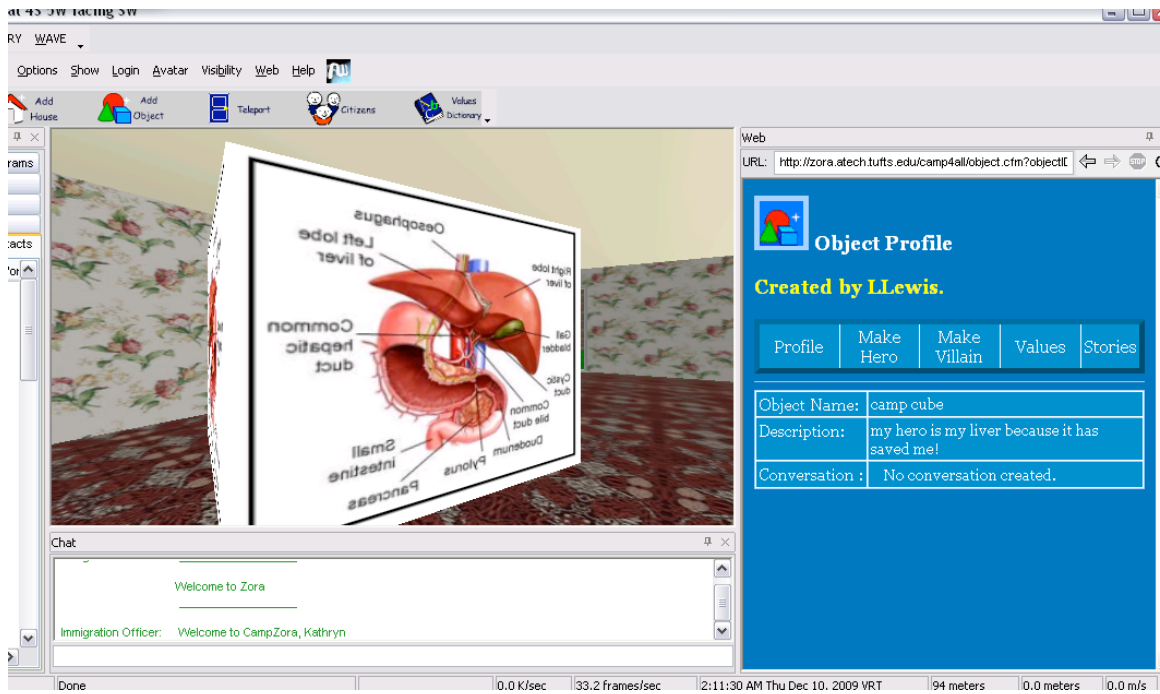 at 4S 5W facing SW
RY WAVE
Options Show Login Avatar Visibility Web Help
Add House
Add Object
Teleport
Citizens
Values Dictionary
rams
tacts
Oesophagus
Left lobe
of liver
Right lobe
of liver
Common
hepatic
duct
Gall
bladder
Cystic
duct
Common
bile duct
Duodenum
Small
intestine
Pylorus
Pancreas
Web
URL: http://zora.atech.tufts.edu/camp4all/object.cfm?objectID
STOP
Object Profile
Created by LLewis.
Profile
Make
Hero
Make
Villain
Values
Stories
Object Name: camp cube
Description: my hero is my liver because it has
saved me!
Conversation : No conversation created.
Chat
Welcome to Zora
Immigration Officer: Welcome to CampZora, Kathryn
Done 0.0 K/sec 33.2 frames/sec 2:11:30 AM Thu Dec 10, 2009 VRT 94 meters 0.0 meters 0.0 m/s